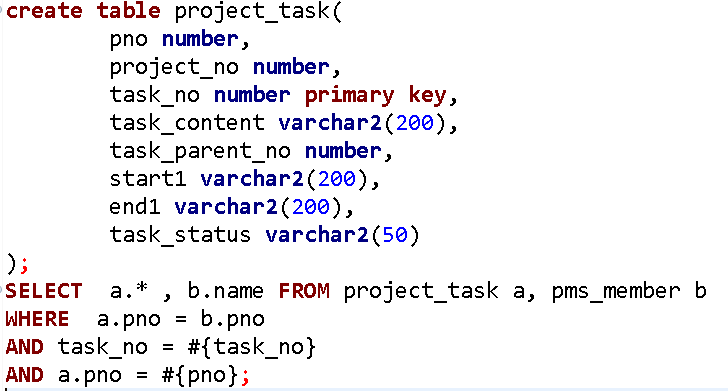 create table project_task(
pno number,
project_no number,
task_no number primary key,
task_content varchar2(200),
task_parent_no number,
start1 varchar2(200),
end1 varchar2(200),
task_status varchar2(50)
);
SELECT  a.* , b.name FROM project_task a, pms_member b
WHERE  a.pno = b.pno
AND task_no = #{task_no}
AND a.pno = #{pno};